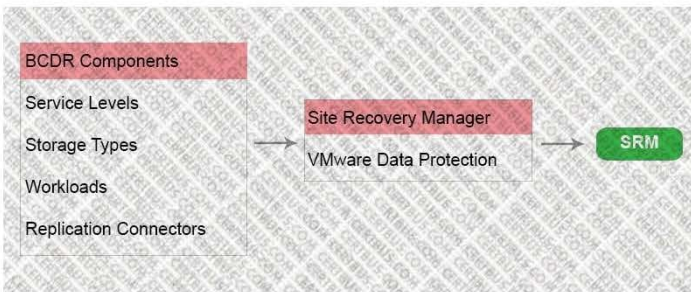 BCDR Components
Service Levels
Storage Types
Workloads
Replication Connectors
Site Recovery Manager
VMware Data Protection
SRM